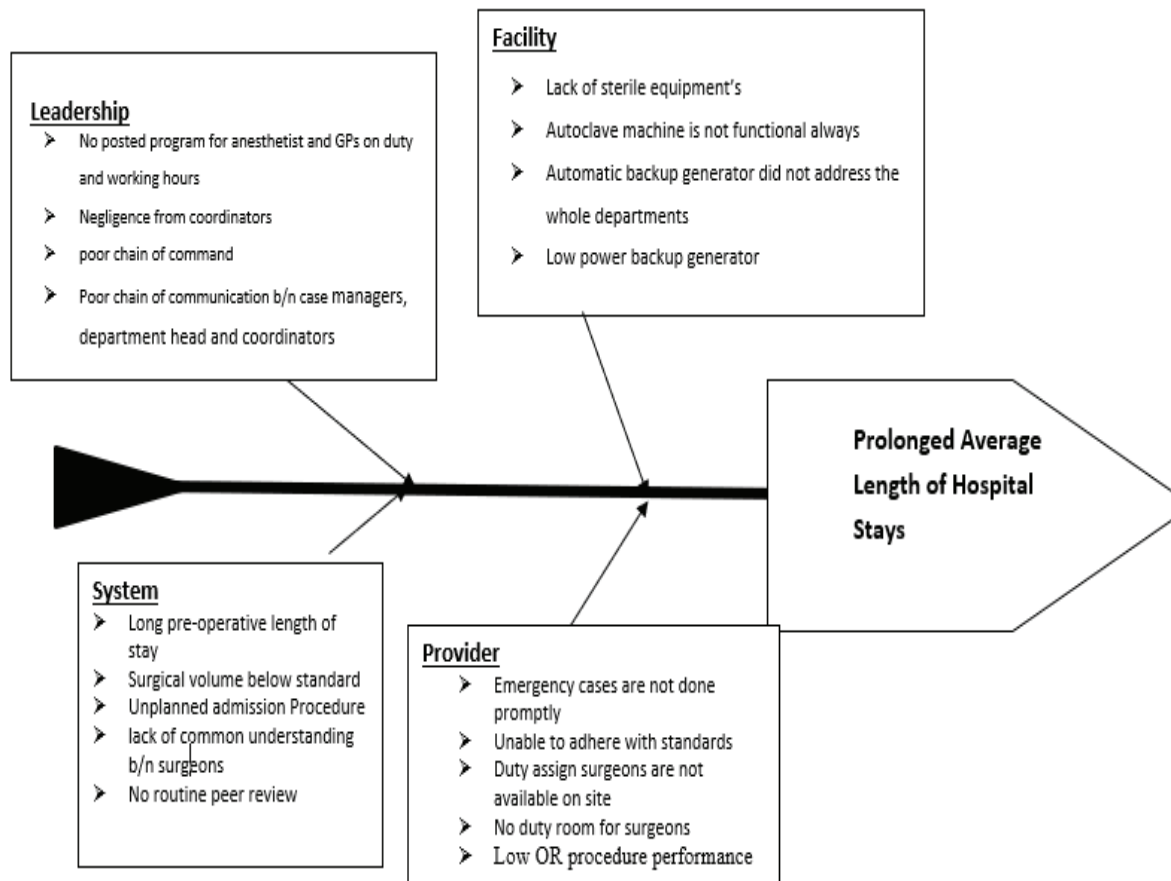 Leadership
➤ No posted program for anesthetist and GPs on duty
and working hours
➤ Negligence from coordinators
➤ poor chain of command
➤ Poor chain of communication b/n case managers,
department head and coordinators
Facility
➤ Lack of sterile equipment's
➤ Autoclave machine is not functional always
➤ Automatic backup generator did not address the
whole departments
➤ Low power backup generator
Prolonged Average
Length of Hospital
Stays
System
➤ Long pre-operative length of
stay
➤ Surgical volume below standard
➤ Unplanned admission Procedure
➤ lack of common understanding
b/n surgeons
➤ No routine peer review
Provider
➤ Emergency cases are not done
promptly
➤ Unable to adhere with standards
➤ Duty assign surgeons are not
available on site
➤ No duty room for surgeons
➤ Low OR procedure performance